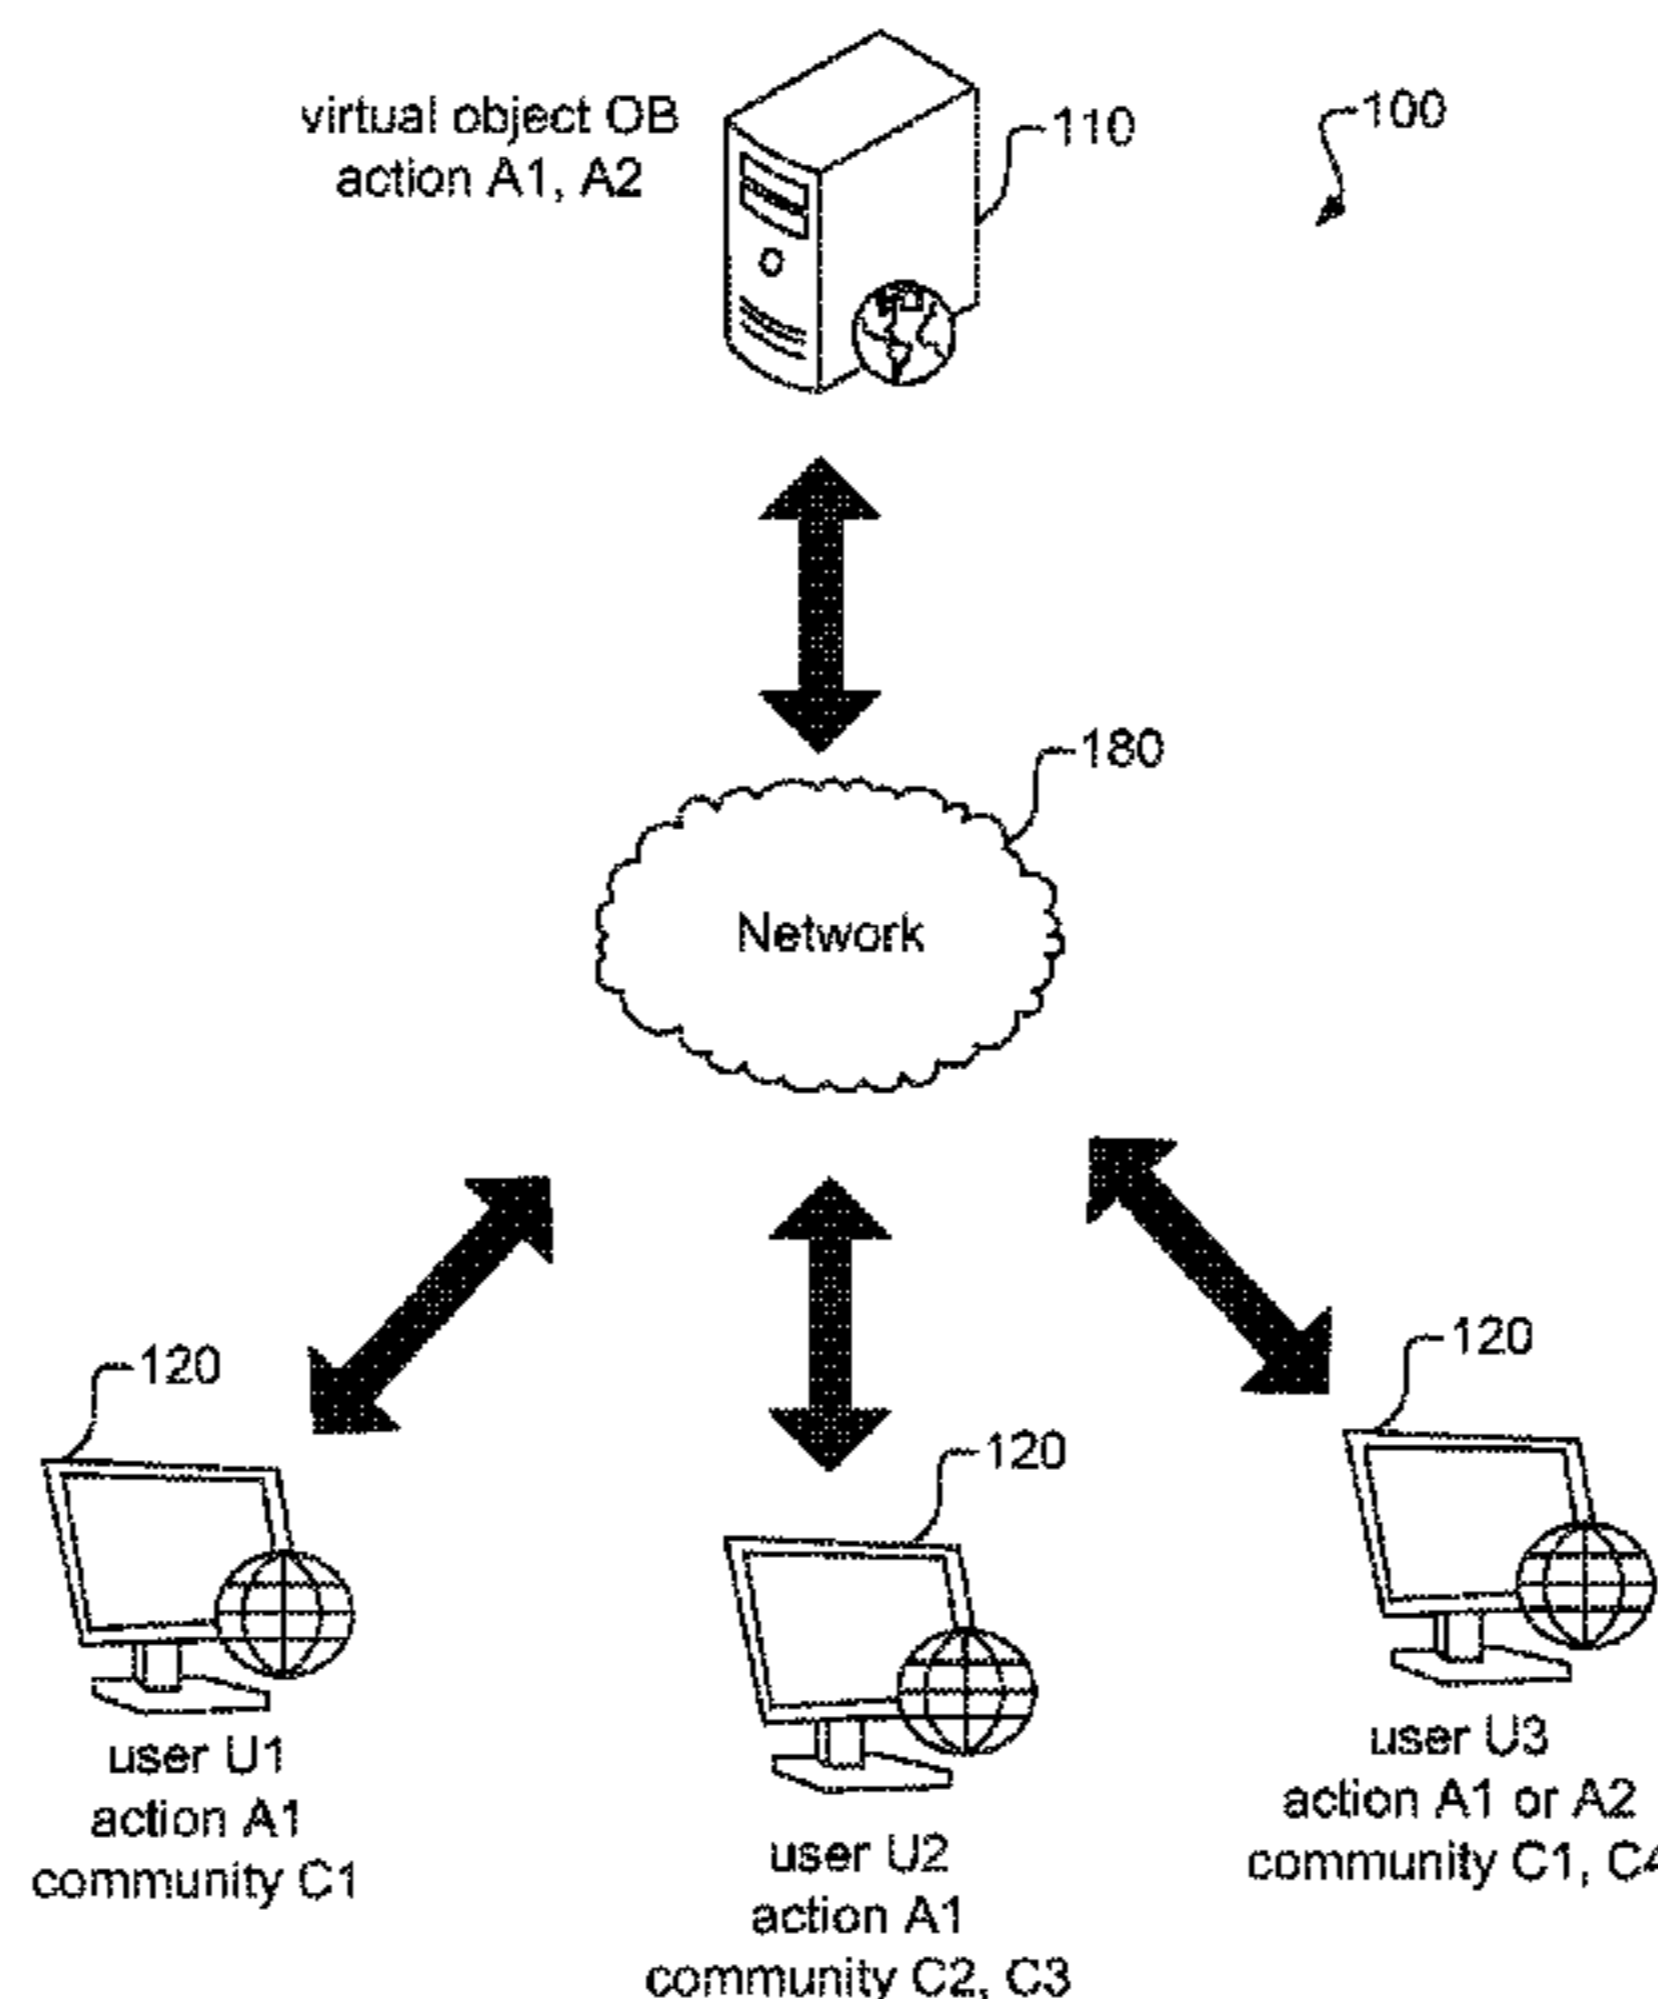 virtual object OB
action A1, A2
110
100
180
Network
120
120
120
user U1
action A1
community C1
user U2
action A1
community C2, C3
user U3
action A1 or A2
community C1, C4